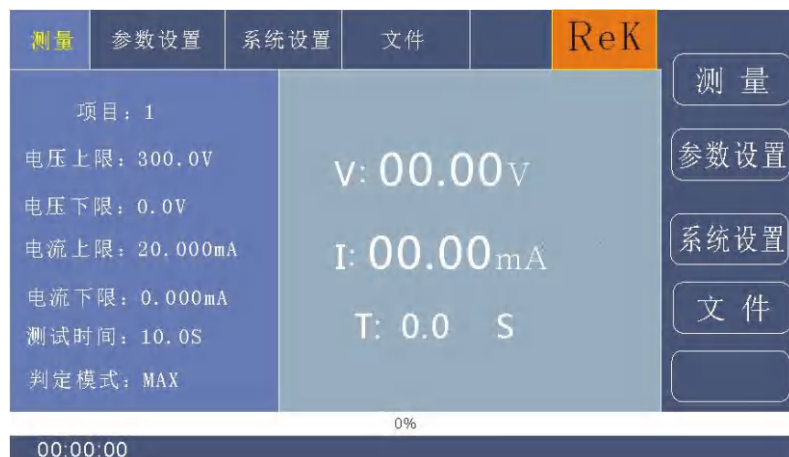 测量 参数设置 系统设置 文件 ReK
项目：1
电压上限：300.0V
电压下限：0.0V
电流上限：20.000mA
电流下限：0.000mA
测试时间：10.0S
判定模式：MAX
V: 00.00V
I: 00.00mA
T: 0.0 S
测 量
参数设置
系统设置
文 件
0%
00:00:00